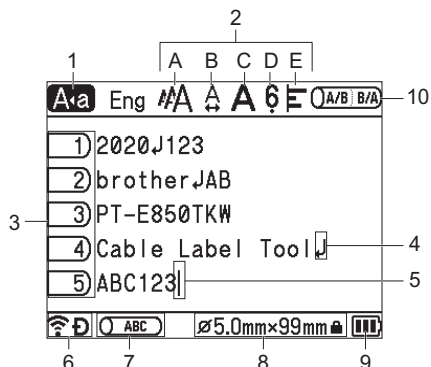 2
1 A B C D E
A◂a Eng A A A 6 E A/B B/A 10
1) 2020↲123
2) brother↲AB
3 3) PT-E850TKW
4) Cable Label Tool↲ 4
5) ABC123 5
Ð ABC ø5.0mm×99mm
6 7 8 9